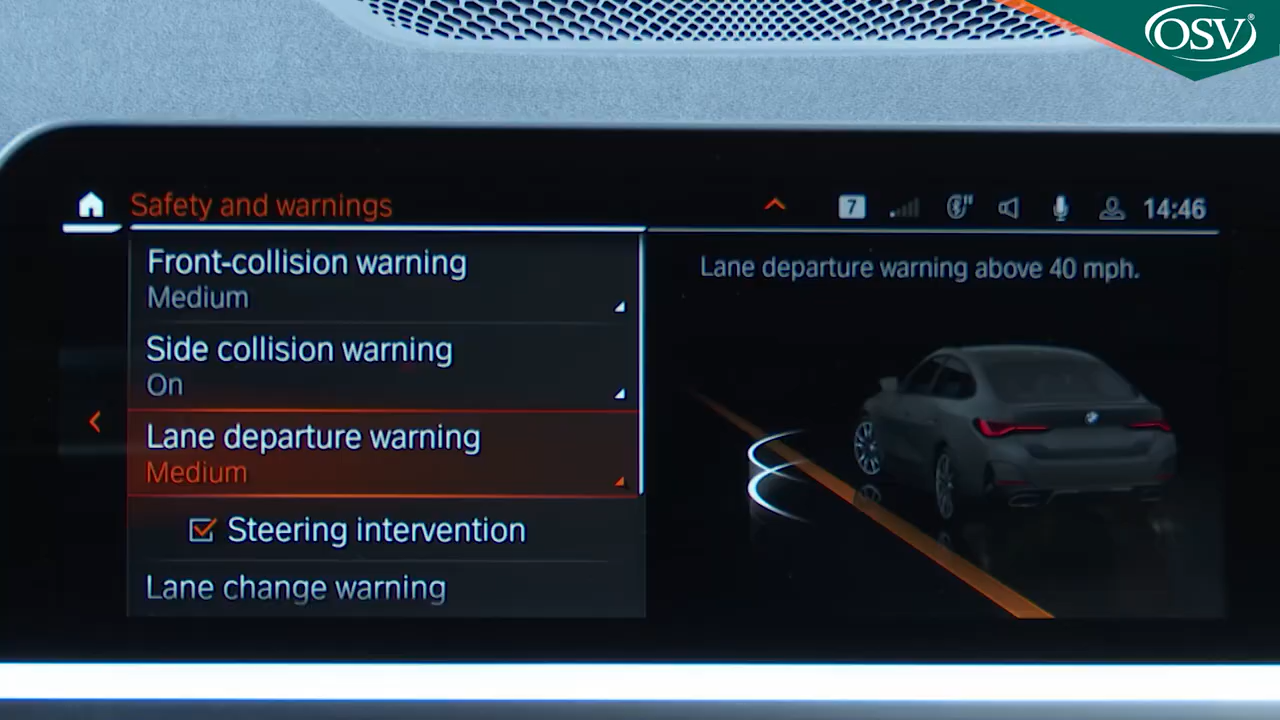 OSV®
Safety and warnings
7
14:46
Front-collision warning
Medium
Side collision warning
On
Lane departure warning
Medium
Steering intervention
Lane change warning
Lane departure warning above 40 mph.